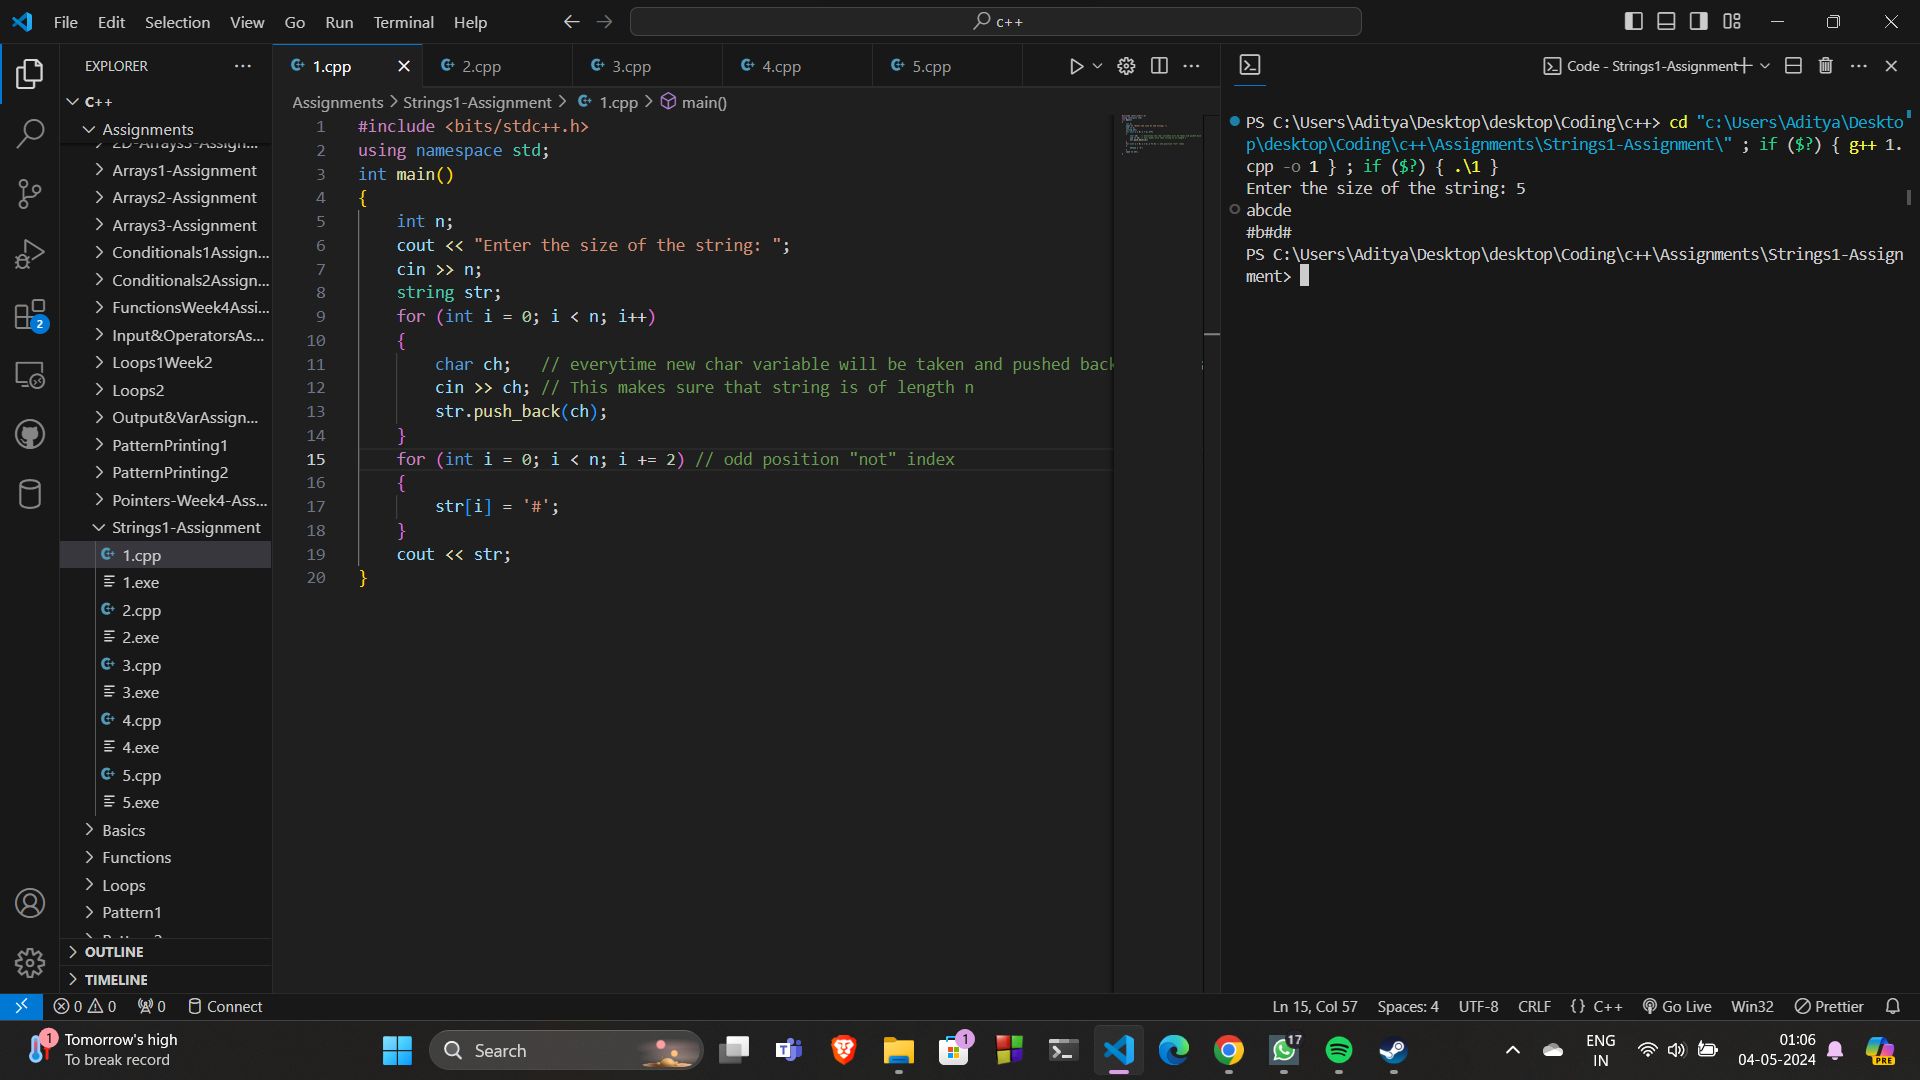 File Edit Selection View Go Run Terminal Help
c++
EXPLORER
C++
Assignments
Arrays1-Assignment
Arrays2-Assignment
Arrays3-Assignment
Conditionals1Assign...
Conditionals2Assign...
FunctionsWeek4Assi...
Input&OperatorsAs...
Loops1Week2
Loops2
Output&VarAssign...
PatternPrinting1
PatternPrinting2
Pointers-Week4-Ass...
Strings1-Assignment
1.cpp
1.exe
2.cpp
2.exe
3.cpp
3.exe
4.cpp
4.exe
5.cpp
5.exe
Basics
Functions
Loops
Pattern1
OUTLINE
TIMELINE
1.cpp 2.cpp 3.cpp 4.cpp 5.cpp
Assignments > Strings1-Assignment > 1.cpp > main()
1 #include <bits/stdc++.h>
2 using namespace std;
3 int main()
4 {
5 int n;
6 cout << "Enter the size of the string: ";
7 cin >> n;
8 string str;
9 for (int i = 0; i < n; i++)
10 {
11 char ch; // everytime new char variable will be taken and pushed back
12 cin >> ch; // This makes sure that string is of length n
13 str.push_back(ch);
14 }
15 for (int i = 0; i < n; i += 2) // odd position "not" index
16 {
17 str[i] = '#';
18 }
19 cout << str;
20 }
Code - Strings1-Assignment
PS C:\Users\Aditya\Desktop\desktop\Coding\c++> cd "c:\Users\Aditya\Deskto
p\desktop\Coding\c++\Assignments\Strings1-Assignment\" ; if ($?) { g++ 1.
cpp -o 1 } ; if ($?) { .\1 }
Enter the size of the string: 5
abcde
#b#d#
PS C:\Users\Aditya\Desktop\desktop\Coding\c++\Assignments\Strings1-Assign
ment>
2
0 0 0 Connect
Ln 15, Col 57 Spaces: 4 UTF-8 CRLF {} C++ Go Live Win32 Prettier
1 Tomorrow's high
To break record
Search
1
17
ENG
IN
01:06
04-05-2024
PRE